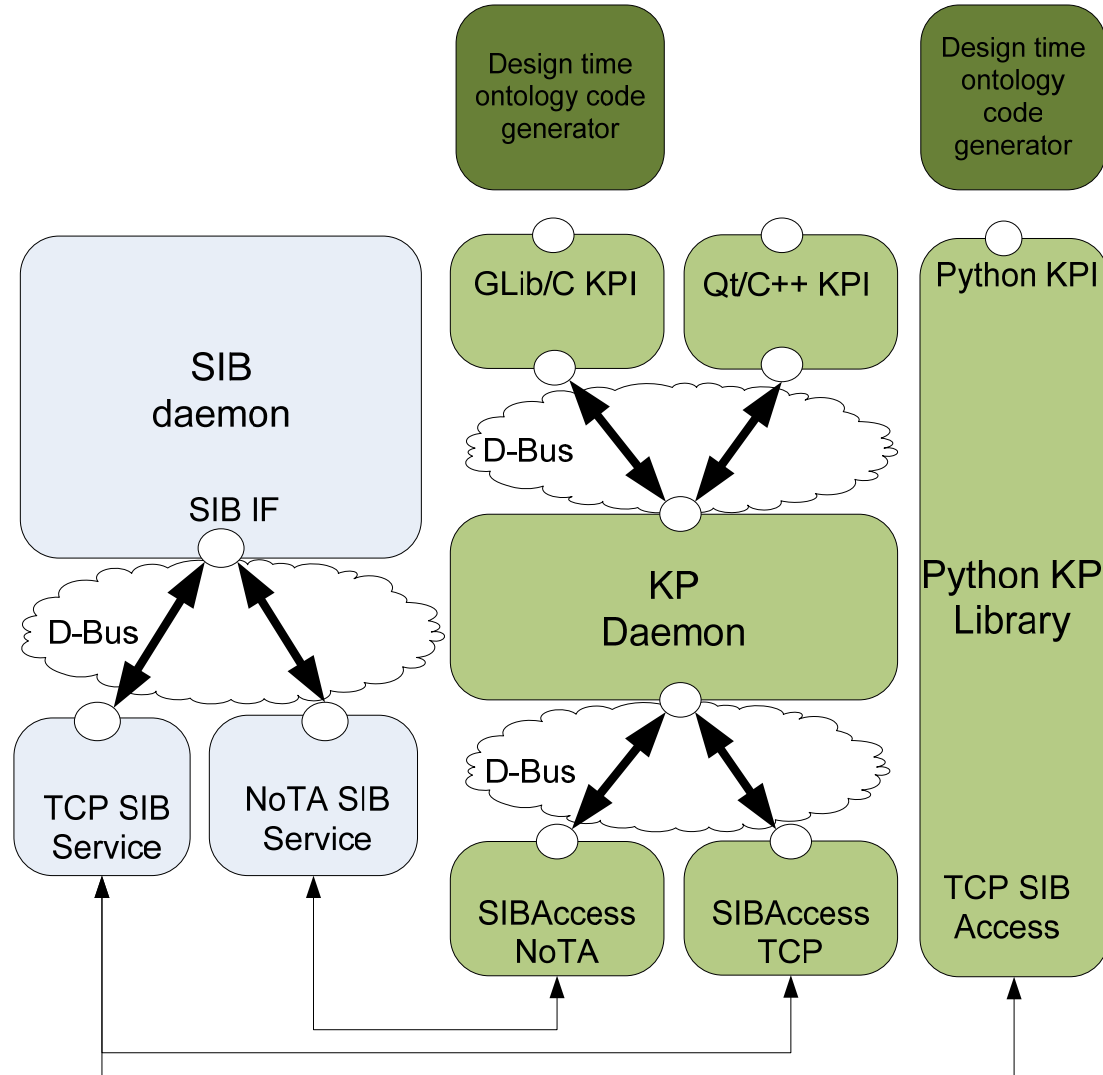 Design time
ontology code
generator
Design time
ontology
code
generator
GLib/C KPI
Qt/C++ KPI
Python KPI
SIB
daemon
SIB IF
D-Bus
D-Bus
KP
Daemon
Python KP
Library
D-Bus
TCP SIB
Service
NoTA SIB
Service
SIBAccess
NoTA
SIBAccess
TCP
TCP SIB
Access